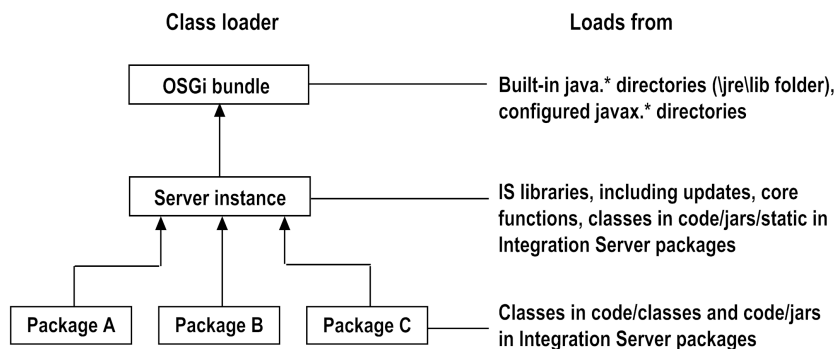 Class loader
Loads from
OSGi bundle
Built-in java.* directories (\jre\lib folder),
configured javax.* directories
Server instance
IS libraries, including updates, core
functions, classes in code/jars/static in
Integration Server packages
Package A
Package B
Package C
Classes in code/classes and code/jars
in Integration Server packages